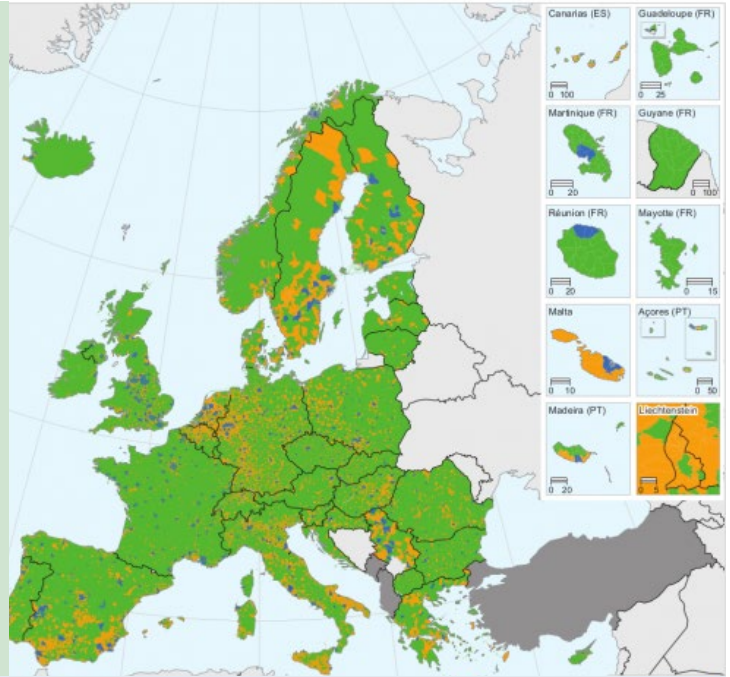 Canarias (ES)
0 100
Guadeloupe (FR)
0 25
Martinique (FR)
0 20
Guyane (FR)
0 100
Réunion (FR)
0 20
Mayotte (FR)
0 15
Malta
0 10
Açores (PT)
0 50
Madeira (PT)
0 20
Liechtenstein
0 5